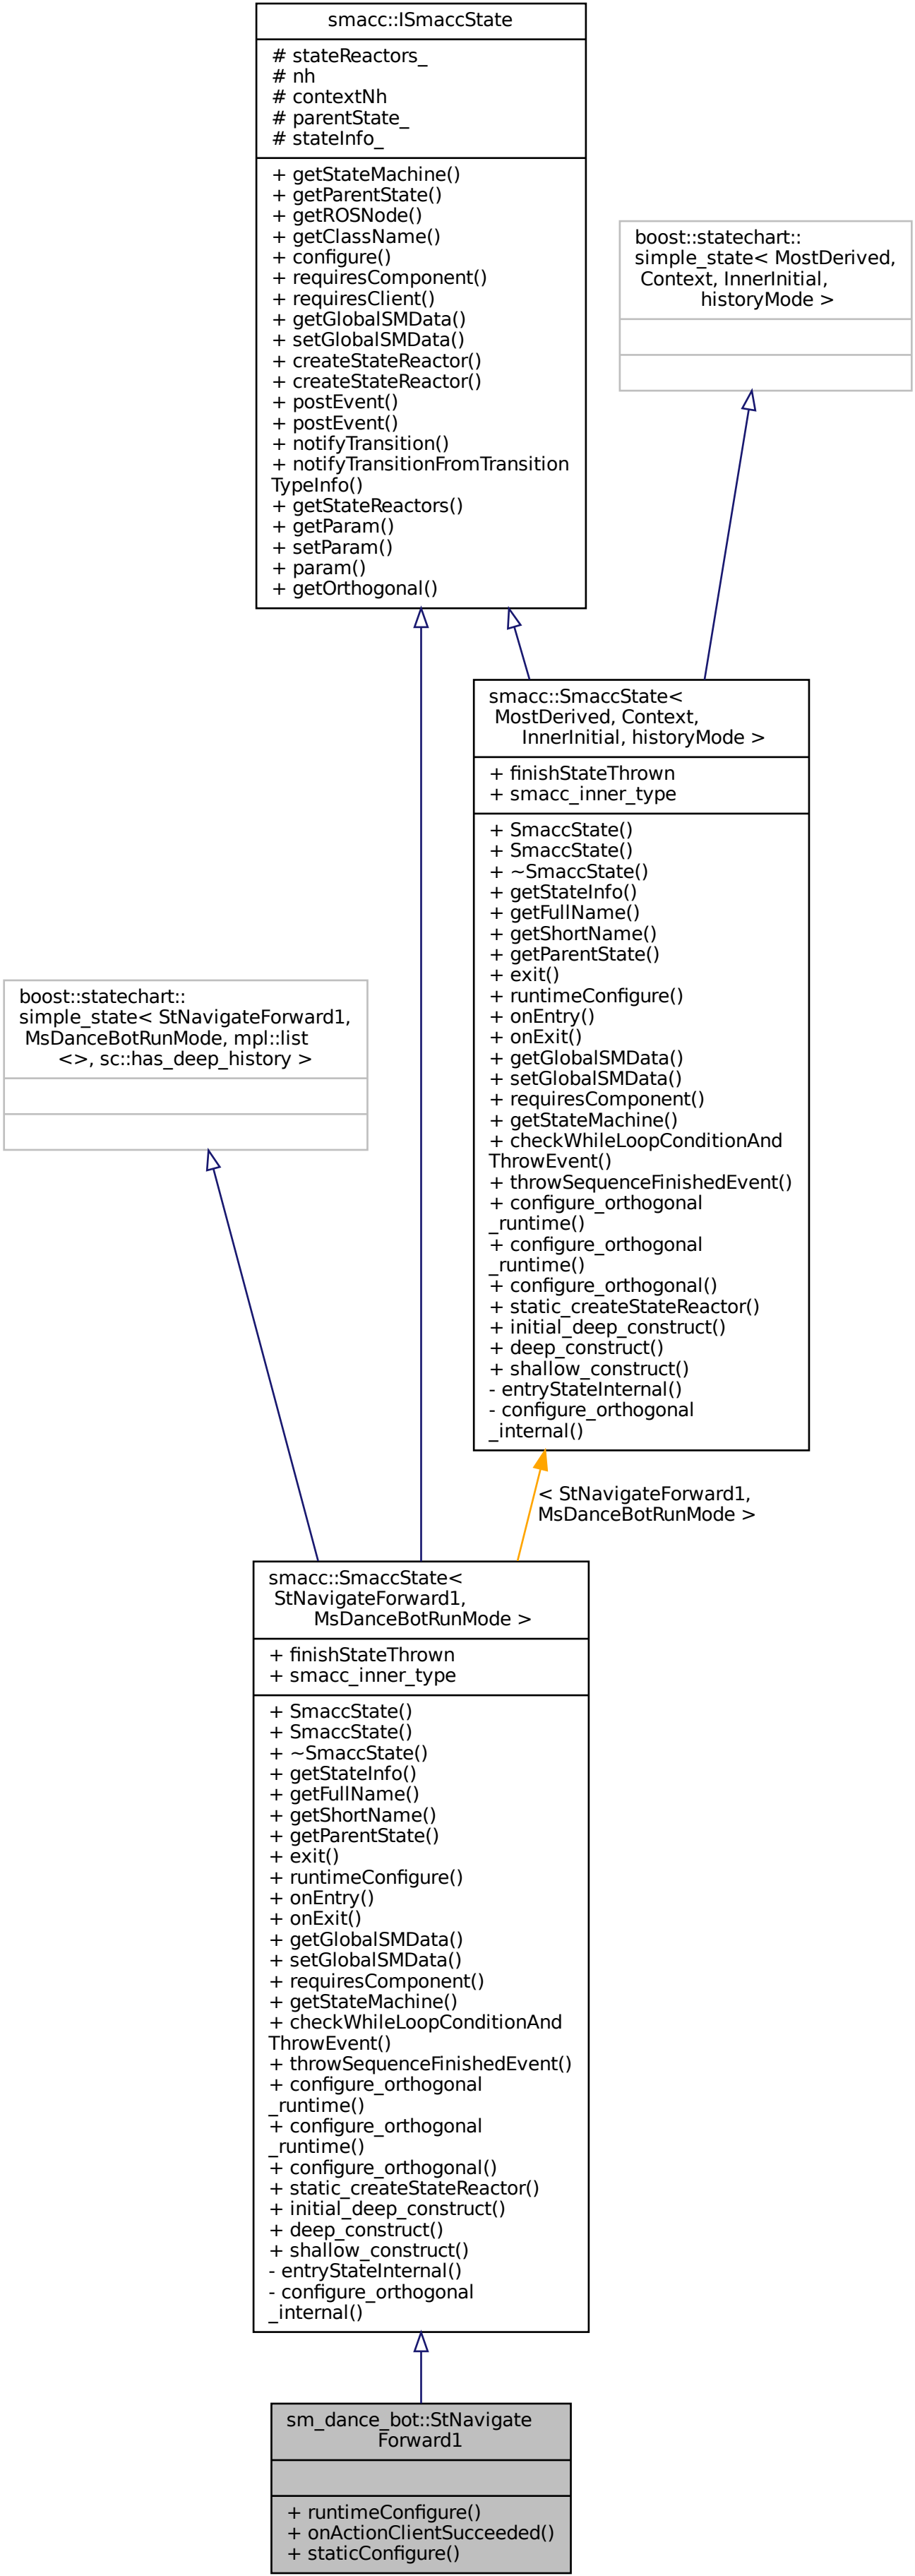 smacc::ISmaccState
# stateReactors_
# nh
# contextNh
# parentState_
# stateInfo_
+ getStateMachine()
+ getParentState()
+ getROSNode()
+ getClassName()
+ configure()
+ requiresComponent()
+ requiresClient()
+ getGlobalSMData()
+ setGlobalSMData()
+ createStateReactor()
+ createStateReactor()
+ postEvent()
+ postEvent()
+ notifyTransition()
+ notifyTransitionFromTransition
TypeInfo()
+ getStateReactors()
+ getParam()
+ setParam()
+ param()
+ getOrthogonal()
boost::statechart::
simple_state< MostDerived,
Context, InnerInitial,
historyMode >
smacc::SmaccState<
MostDerived, Context,
InnerInitial, historyMode >
+ finishStateThrown
+ smacc_inner_type
+ SmaccState()
+ SmaccState()
+ ~SmaccState()
+ getStateInfo()
+ getFullName()
+ getShortName()
+ getParentState()
+ exit()
+ runtimeConfigure()
+ onEntry()
+ onExit()
+ getGlobalSMData()
+ setGlobalSMData()
+ requiresComponent()
+ getStateMachine()
+ checkWhileLoopConditionAnd
ThrowEvent()
+ throwSequenceFinishedEvent()
+ configure_orthogonal
_runtime()
+ configure_orthogonal
_runtime()
+ configure_orthogonal()
+ static_createStateReactor()
+ initial_deep_construct()
+ deep_construct()
+ shallow_construct()
- entryStateInternal()
- configure_orthogonal
_internal()
boost::statechart::
simple_state< StNavigateForward1,
MsDanceBotRunMode, mpl::list
<>, sc::has_deep_history >
< StNavigateForward1,
MsDanceBotRunMode >
smacc::SmaccState<
StNavigateForward1,
MsDanceBotRunMode >
+ finishStateThrown
+ smacc_inner_type
+ SmaccState()
+ SmaccState()
+ ~SmaccState()
+ getStateInfo()
+ getFullName()
+ getShortName()
+ getParentState()
+ exit()
+ runtimeConfigure()
+ onEntry()
+ onExit()
+ getGlobalSMData()
+ setGlobalSMData()
+ requiresComponent()
+ getStateMachine()
+ checkWhileLoopConditionAnd
ThrowEvent()
+ throwSequenceFinishedEvent()
+ configure_orthogonal
_runtime()
+ configure_orthogonal
_runtime()
+ configure_orthogonal()
+ static_createStateReactor()
+ initial_deep_construct()
+ deep_construct()
+ shallow_construct()
- entryStateInternal()
- configure_orthogonal
_internal()
sm_dance_bot::StNavigate
Forward1
+ runtimeConfigure()
+ onActionClientSucceeded()
+ staticConfigure()